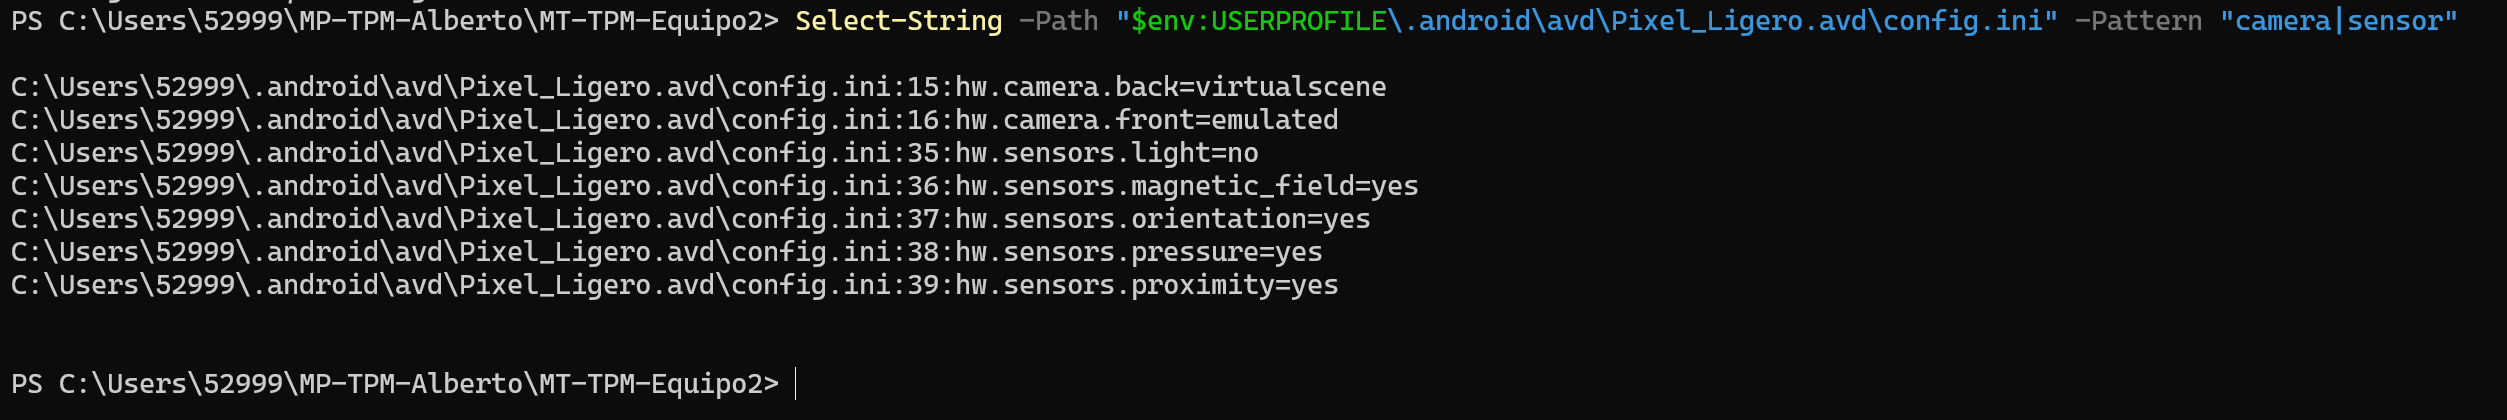 PS C:\Users\52999\MP-TPM-Alberto\MT-TPM-Equipo2> Select-String -Path "$env:USERPROFILE\.android\avd\Pixel_Ligero.avd\config.ini" -Pattern "camera|sensor"
C:\Users\52999\.android\avd\Pixel_Ligero.avd\config.ini:15:hw.camera.back=virtualscene
C:\Users\52999\.android\avd\Pixel_Ligero.avd\config.ini:16:hw.camera.front=emulated
C:\Users\52999\.android\avd\Pixel_Ligero.avd\config.ini:35:hw.sensors.light=no
C:\Users\52999\.android\avd\Pixel_Ligero.avd\config.ini:36:hw.sensors.magnetic_field=yes
C:\Users\52999\.android\avd\Pixel_Ligero.avd\config.ini:37:hw.sensors.orientation=yes
C:\Users\52999\.android\avd\Pixel_Ligero.avd\config.ini:38:hw.sensors.pressure=yes
C:\Users\52999\.android\avd\Pixel_Ligero.avd\config.ini:39:hw.sensors.proximity=yes
PS C:\Users\52999\MP-TPM-Alberto\MT-TPM-Equipo2>